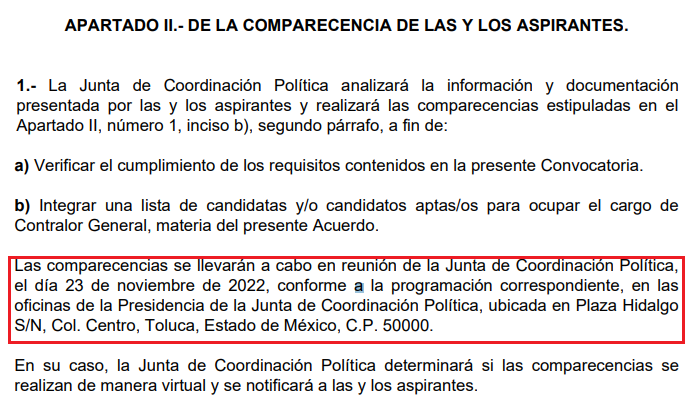 APARTADO II.- DE LA COMPARECENCIA DE LAS Y LOS ASPIRANTES.
1.- La Junta de Coordinación Política analizará la información y documentación
presentada por las y los aspirantes y realizará las comparecencias estipuladas en el
Apartado II, número 1, inciso b), segundo párrafo, a fin de:
a) Verificar el cumplimiento de los requisitos contenidos en la presente Convocatoria.
b) Integrar una lista de candidatas y/o candidatos aptas/os para ocupar el cargo de
Contralor General, materia del presente Acuerdo.
Las comparecencias se llevarán a cabo en reunión de la Junta de Coordinación Política,
el día 23 de noviembre de 2022, conforme a la programación correspondiente, en las
oficinas de la Presidencia de la Junta de Coordinación Política, ubicada en Plaza Hidalgo
S/N, Col. Centro, Toluca, Estado de México, C.P. 50000.
En su caso, la Junta de Coordinación Política determinará si las comparecencias se
realizan de manera virtual y se notificará a las y los aspirantes.